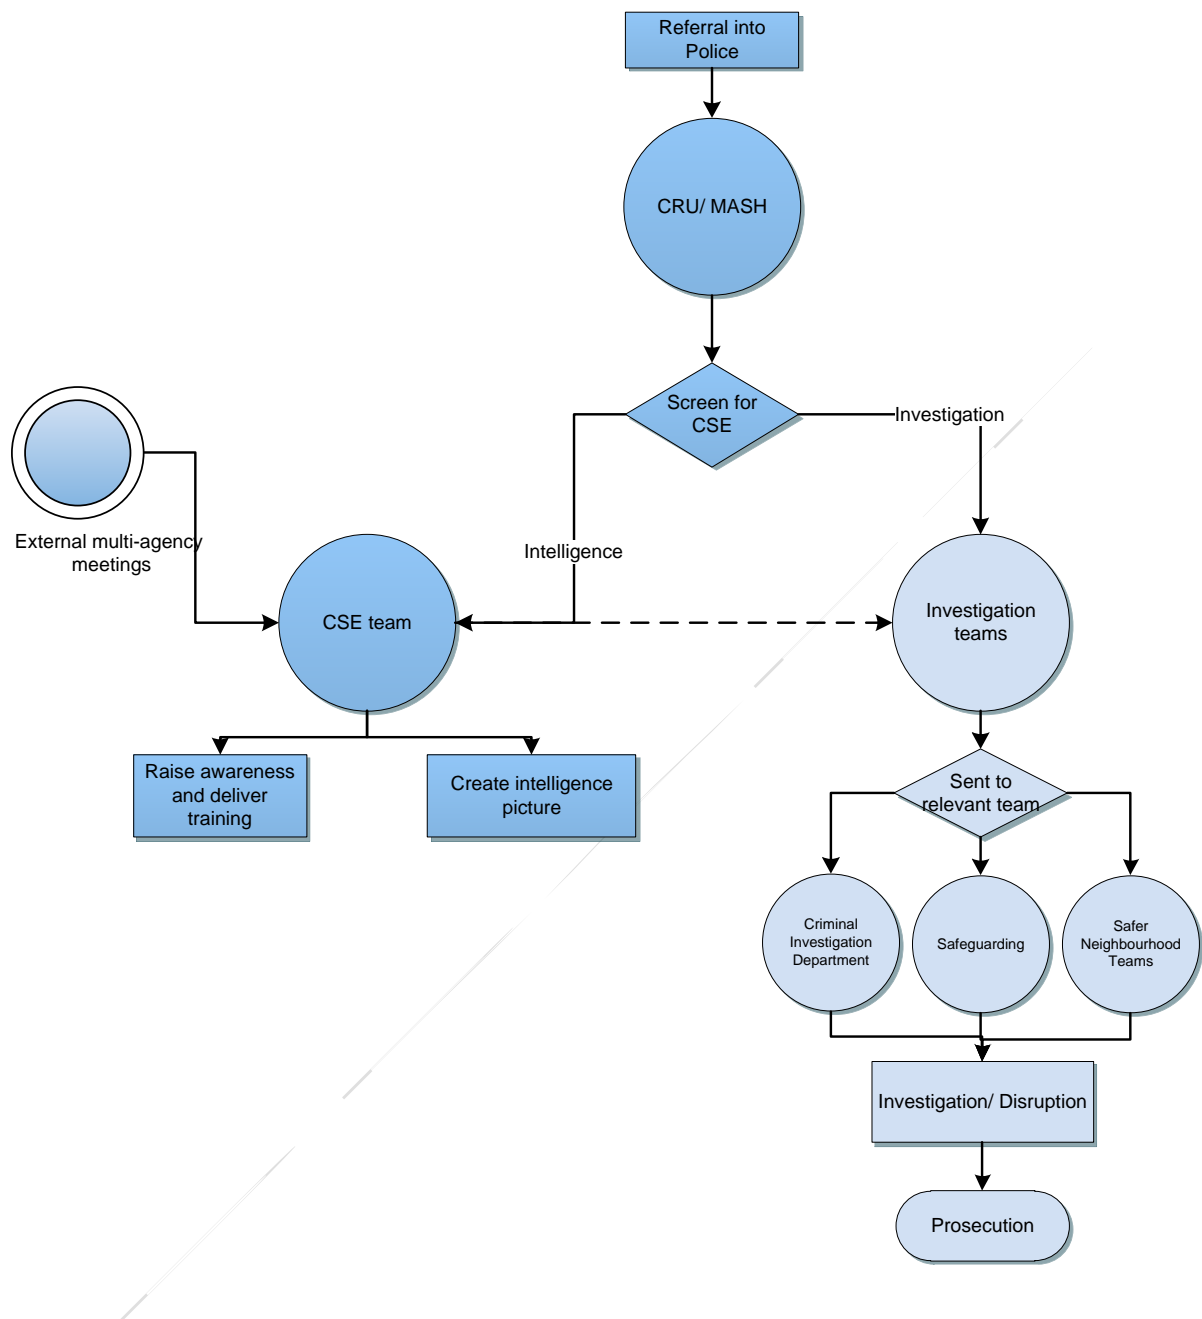 Referral into
Police
CRU/ MASH
Screen for
CSE
Investigation
External multi-agency
meetings
Intelligence
CSE team
Investigation
teams
Raise awareness
and deliver
training
Create intelligence
picture
Sent to
relevant team
Criminal
Investigation
Department
Safeguarding
Safer
Neighbourhood
Teams
Investigation/ Disruption
Prosecution